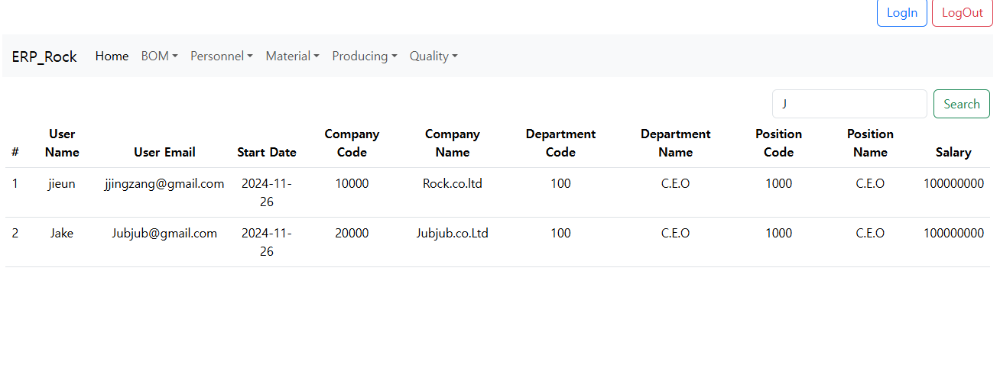 LogIn LogOut
ERP_Rock Home BOM Personnel Material Producing Quality
J Search
# User Name User Email Start Date Company Code Company Name Department Code Department Name Position Code Position Name Salary
1 jieun jjingzang@gmail.com 2024-11-26 10000 Rock.co.ltd 100 C.E.O 1000 C.E.O 100000000
2 Jake Jubjub@gmail.com 2024-11-26 20000 Jubjub.co.Ltd 100 C.E.O 1000 C.E.O 100000000